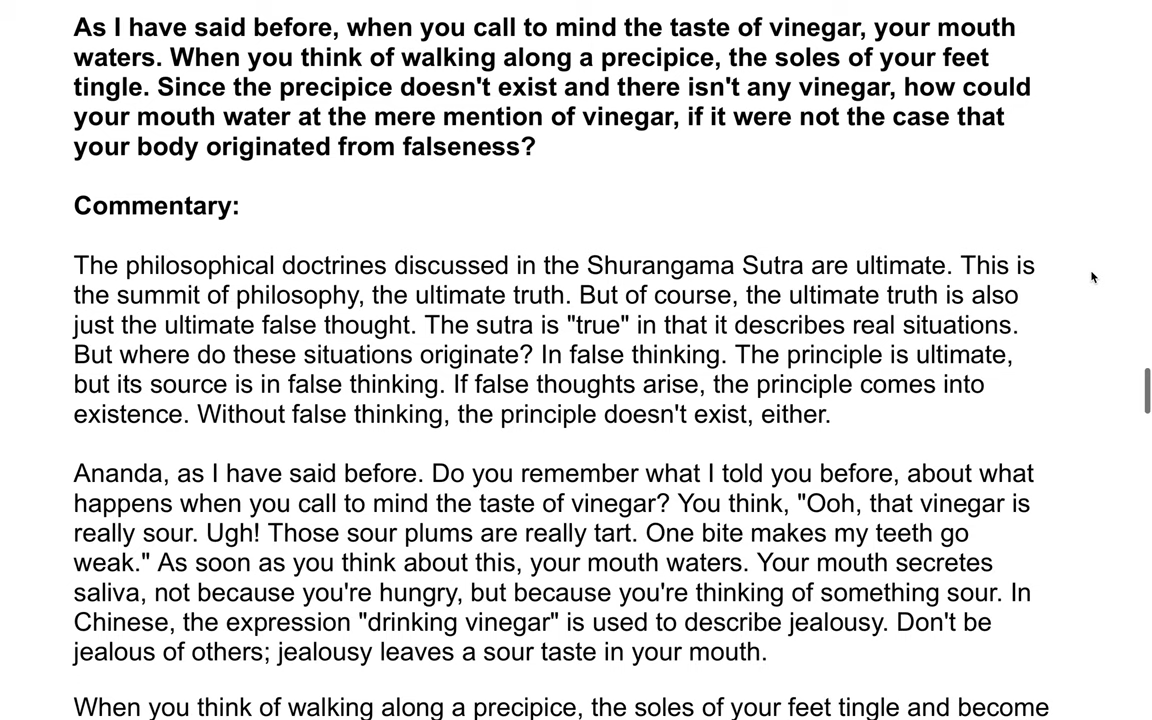 As I have said before, when you call to mind the taste of vinegar, your mouth
waters. When you think of walking along a precipice, the soles of your feet
tingle. Since the precipice doesn't exist and there isn't any vinegar, how could
your mouth water at the mere mention of vinegar, if it were not the case that
your body originated from falseness?
Commentary:
The philosophical doctrines discussed in the Shurangama Sutra are ultimate. This is
the summit of philosophy, the ultimate truth. But of course, the ultimate truth is also
just the ultimate false thought. The sutra is "true" in that it describes real situations.
But where do these situations originate? In false thinking. The principle is ultimate,
but its source is in false thinking. If false thoughts arise, the principle comes into
existence. Without false thinking, the principle doesn't exist, either.
Ananda, as I have said before. Do you remember what I told you before, about what
happens when you call to mind the taste of vinegar? You think, "Ooh, that vinegar is
really sour. Ugh! Those sour plums are really tart. One bite makes my teeth go
weak." As soon as you think about this, your mouth waters. Your mouth secretes
saliva, not because you're hungry, but because you're thinking of something sour. In
Chinese, the expression "drinking vinegar" is used to describe jealousy. Don't be
jealous of others; jealousy leaves a sour taste in your mouth.
When you think of walking along a precipice, the soles of your feet tingle and become